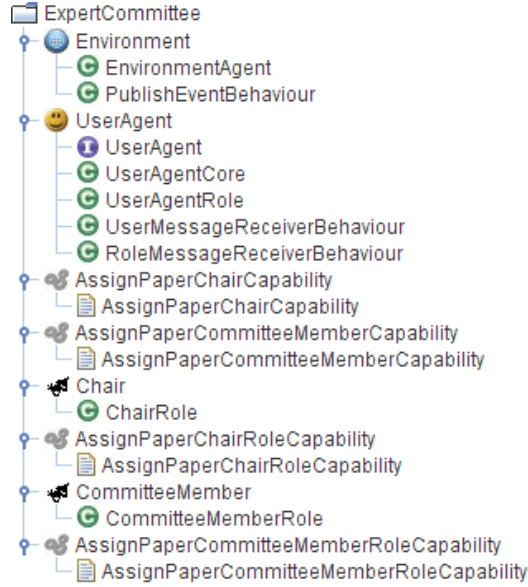 ExpertCommittee
Environment
EnvironmentAgent
PublishEventBehaviour
UserAgent
UserAgent
UserAgentCore
UserAgentRole
UserMessageReceiverBehaviour
RoleMessageReceiverBehaviour
AssignPaperChairCapability
AssignPaperChairCapability
AssignPaperCommitteeMemberCapability
AssignPaperCommitteeMemberCapability
Chair
ChairRole
AssignPaperChairRoleCapability
AssignPaperChairRoleCapability
CommitteeMember
CommitteeMemberRole
AssignPaperCommitteeMemberRoleCapability
AssignPaperCommitteeMemberRoleCapability